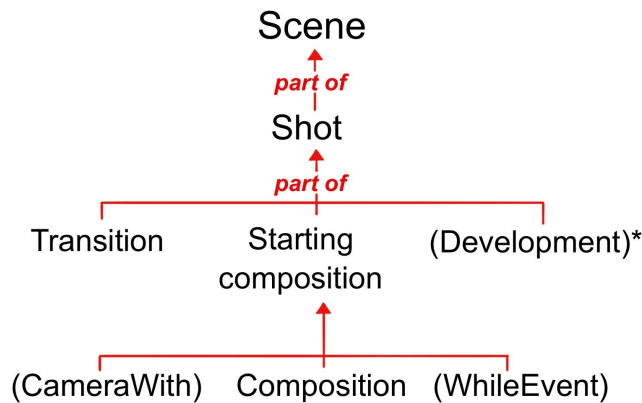 Scene
part of
Shot
part of
Transition Starting composition (Development)*
(CameraWith) Composition (WhileEvent)